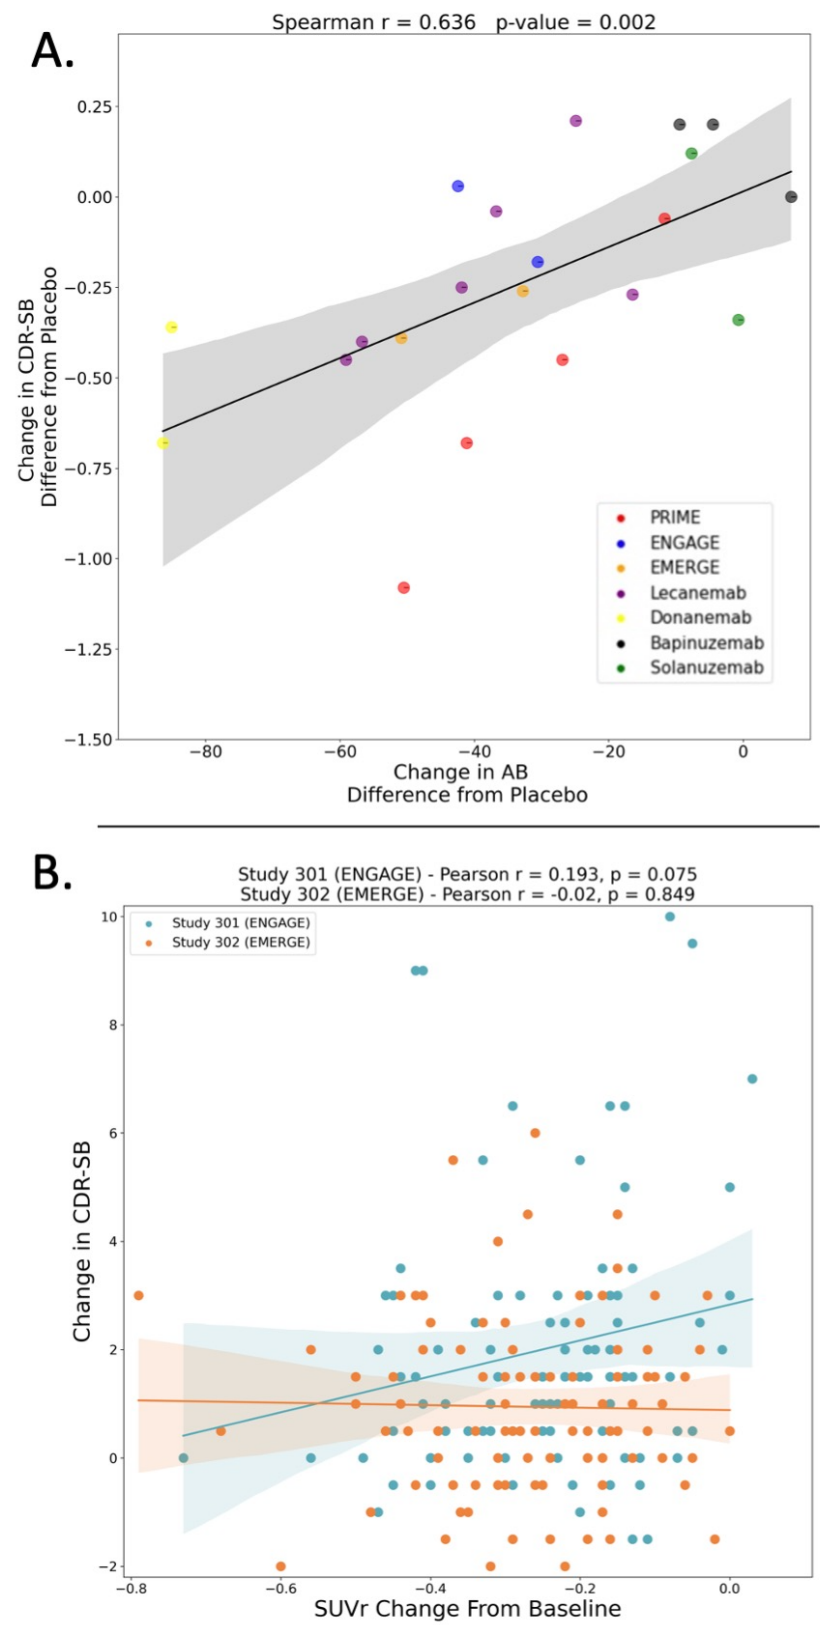 A.
Spearman r = 0.636 p-value = 0.002
0.25
0.00
−0.25
−0.50
−0.75
−1.00
−1.25
−1.50
Change in CDR-SB
Difference from Placebo
PRIME
ENGAGE
EMERGE
Lecanemab
Donanemab
Bapinuzemab
Solanuzemab
−80
−60
−40
−20
0
Change in AB
Difference from Placebo
B.
Study 301 (ENGAGE) - Pearson r = 0.193, p = 0.075
Study 302 (EMERGE) - Pearson r = -0.02, p = 0.849
Study 301 (ENGAGE)
Study 302 (EMERGE)
10
8
6
4
2
0
−2
Change in CDR-SB
−0.8
−0.6
−0.4
−0.2
0.0
SUVr Change From Baseline